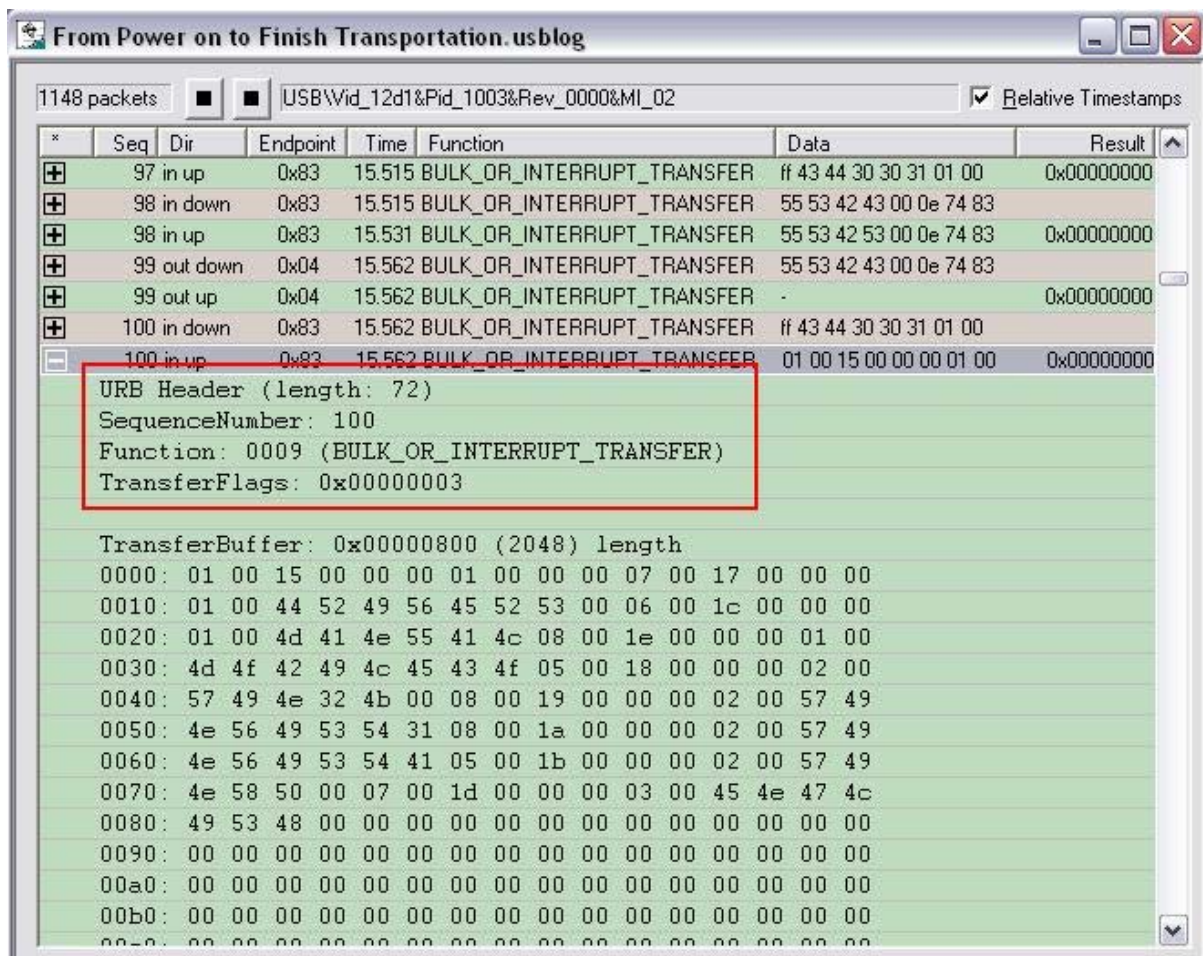 From Power on to Finish Transportation.usblog
1148 packets USB\Vid_12d1&Pid_1003&Rev_0000&MI_02 Relative Timestamps
* Seq Dir Endpoint Time Function Data Result
97 in up 0x83 15.515 BULK_OR_INTERRUPT_TRANSFER ff 43 44 30 30 31 01 00 0x00000000
98 in down 0x83 15.515 BULK_OR_INTERRUPT_TRANSFER 55 53 42 43 00 0e 74 83
98 in up 0x83 15.531 BULK_OR_INTERRUPT_TRANSFER 55 53 42 53 00 0e 74 83 0x00000000
99 out down 0x04 15.562 BULK_OR_INTERRUPT_TRANSFER 55 53 42 43 00 0e 74 83
99 out up 0x04 15.562 BULK_OR_INTERRUPT_TRANSFER - 0x00000000
100 in down 0x83 15.562 BULK_OR_INTERRUPT_TRANSFER ff 43 44 30 30 31 01 00
100 in up 0x83 15.562 BULK_OR_INTERRUPT_TRANSFER 01 00 15 00 00 00 01 00 0x00000000
URB Header (length: 72)
SequenceNumber: 100
Function: 0009 (BULK_OR_INTERRUPT_TRANSFER)
TransferFlags: 0x00000003
TransferBuffer: 0x00000800 (2048) length
0000: 01 00 15 00 00 00 01 00 00 00 07 00 17 00 00 00
0010: 01 00 44 52 49 56 45 52 53 00 06 00 1c 00 00 00
0020: 01 00 4d 41 4e 55 41 4c 08 00 1e 00 00 00 01 00
0030: 4d 4f 42 49 4c 45 43 4f 05 00 18 00 00 00 02 00
0040: 57 49 4e 32 4b 00 08 00 19 00 00 00 02 00 57 49
0050: 4e 56 49 53 54 31 08 00 1a 00 00 00 02 00 57 49
0060: 4e 56 49 53 54 41 05 00 1b 00 00 00 02 00 57 49
0070: 4e 58 50 00 07 00 1d 00 00 00 03 00 45 4e 47 4c
0080: 49 53 48 00 00 00 00 00 00 00 00 00 00 00 00 00
0090: 00 00 00 00 00 00 00 00 00 00 00 00 00 00 00 00
00a0: 00 00 00 00 00 00 00 00 00 00 00 00 00 00 00 00
00b0: 00 00 00 00 00 00 00 00 00 00 00 00 00 00 00 00